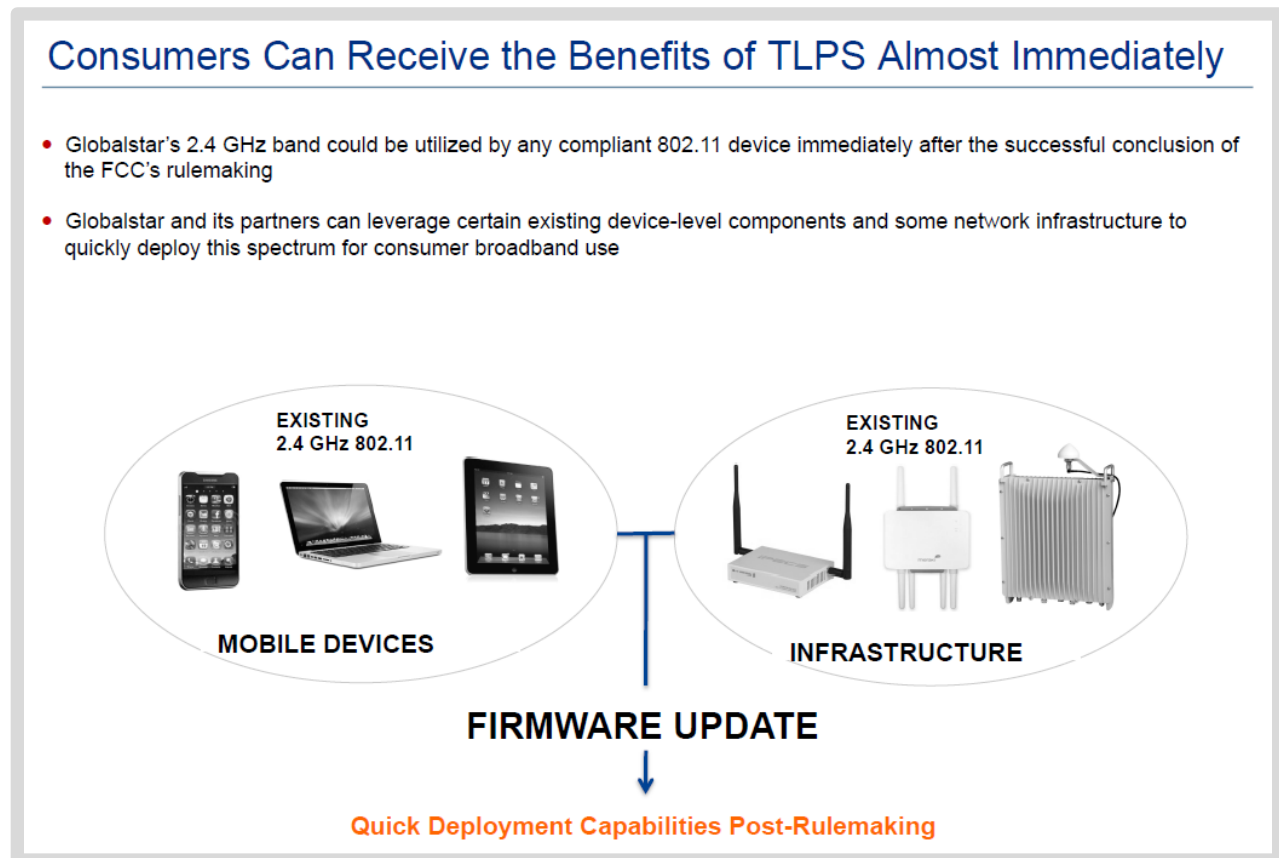 Consumers Can Receive the Benefits of TLPS Almost Immediately
• Globalstar's 2.4 GHz band could be utilized by any compliant 802.11 device immediately after the successful conclusion of
the FCC's rulemaking
• Globalstar and its partners can leverage certain existing device-level components and some network infrastructure to
quickly deploy this spectrum for consumer broadband use
EXISTING
2.4 GHz 802.11
MOBILE DEVICES
EXISTING
2.4 GHz 802.11
INFRASTRUCTURE
FIRMWARE UPDATE
Quick Deployment Capabilities Post-Rulemaking